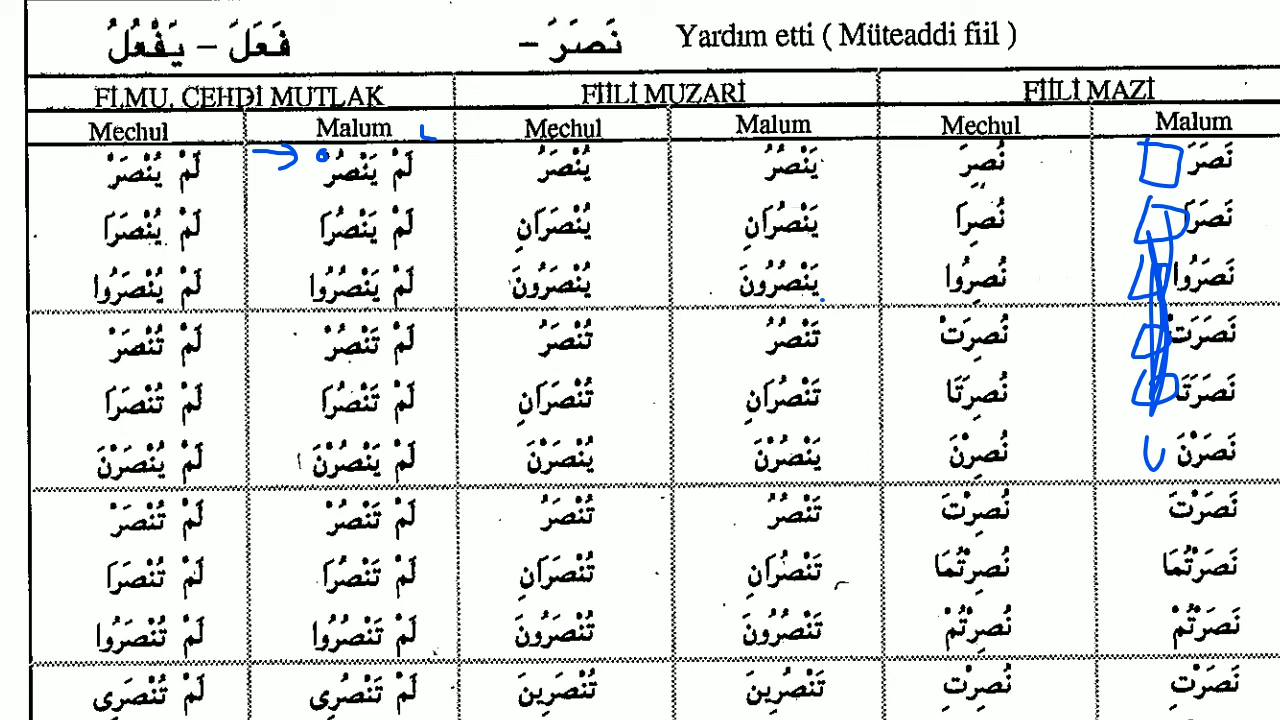 Yardım etti ( Müteaddi fiil ) نَصَرَ – فَعَلَ – يَفْعُلُ
FİİLİ MAZİ FİİLİ MUZARİ Fİ.MU. CEHDİ MUTLAK
Malum Mechul Malum Mechul Malum Mechul
نَصَرَ نُصِرَ يَنْصُرُ يُنْصَرُ لَمْ يَنْصُرْ لَمْ يُنْصَرْ
نَصَرَا نُصِرَا يَنْصُرَانِ يُنْصَرَانِ لَمْ يَنْصُرَا لَمْ يُنْصَرَا
نَصَرُوا نُصِرُوا يَنْصُرُونَ يُنْصَرُونَ لَمْ يَنْصُرُوا لَمْ يُنْصَرُوا
نَصَرَتْ نُصِرَتْ تَنْصُرُ تُنْصَرُ لَمْ تَنْصُرْ لَمْ تُنْصَرْ
نَصَرَتَا نُصِرَتَا تَنْصُرَانِ تُنْصَرَانِ لَمْ تَنْصُرَا لَمْ تُنْصَرَا
نَصَرْنَ نُصِرْنَ يَنْصُرْنَ يُنْصَرْنَ لَمْ يَنْصُرْنَ لَمْ يُنْصَرْنَ
نَصَرْتَ نُصِرْتَ تَنْصُرُ تُنْصَرُ لَمْ تَنْصُرْ لَمْ تُنْصَرْ
نَصَرْتُمَا نُصِرْتُمَا تَنْصُرَانِ تُنْصَرَانِ لَمْ تَنْصُرَا لَمْ تُنْصَرَا
نَصَرْتُمْ نُصِرْتُمْ تَنْصُرُونَ تُنْصَرُونَ لَمْ تَنْصُرُوا لَمْ تُنْصَرُوا
نَصَرْتِ نُصِرْتِ تَنْصُرِينَ تُنْصَرِينَ لَمْ تَنْصُرِى لَمْ تُنْصَرِى